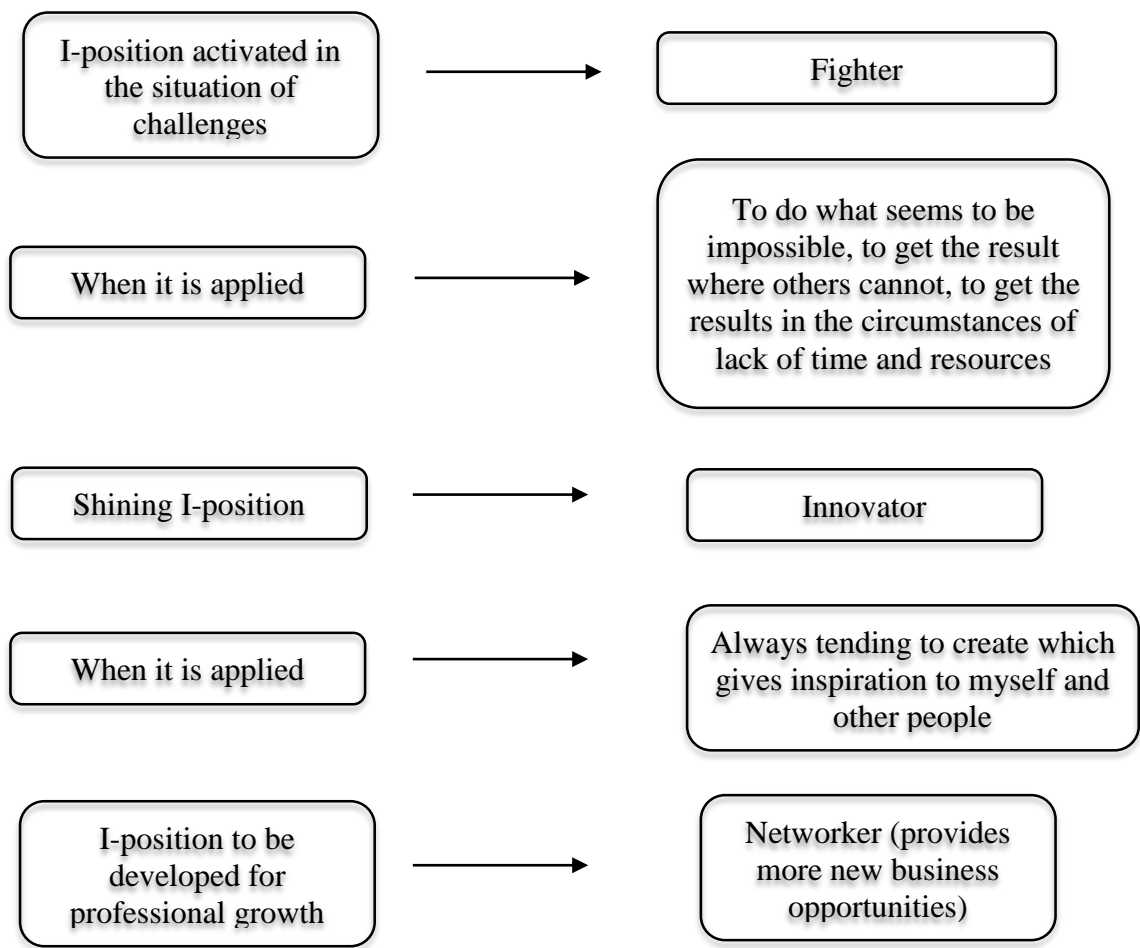 I-position activated in
the situation of
challenges
Fighter
When it is applied
To do what seems to be
impossible, to get the result
where others cannot, to get the
results in the circumstances of
lack of time and resources
Shining I-position
Innovator
When it is applied
Always tending to create which
gives inspiration to myself and
other people
I-position to be
developed for
professional growth
Networker (provides
more new business
opportunities)